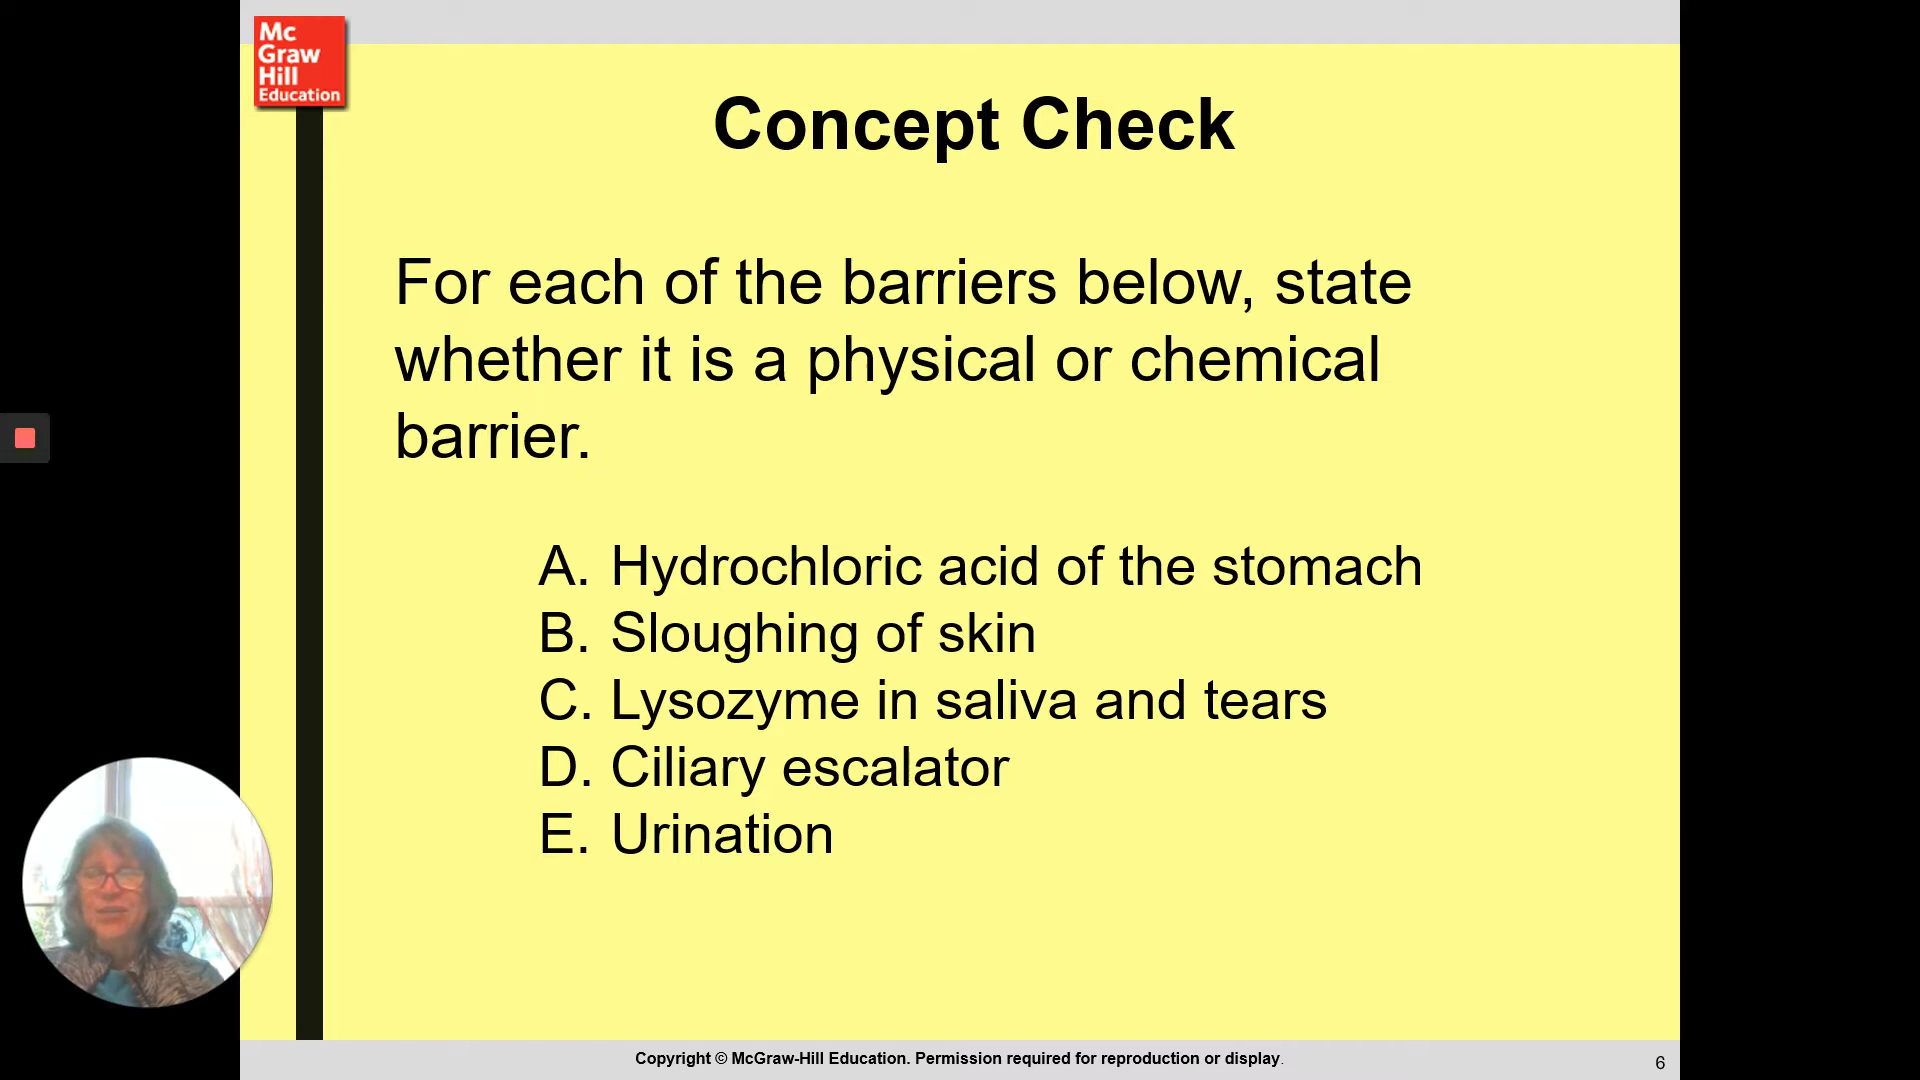 Mc
Graw
Hill
Education
Concept Check
For each of the barriers below, state
whether it is a physical or chemical
barrier.
A. Hydrochloric acid of the stomach
B. Sloughing of skin
C. Lysozyme in saliva and tears
D. Ciliary escalator
E. Urination
Copyright © McGraw-Hill Education. Permission required for reproduction or display.
6